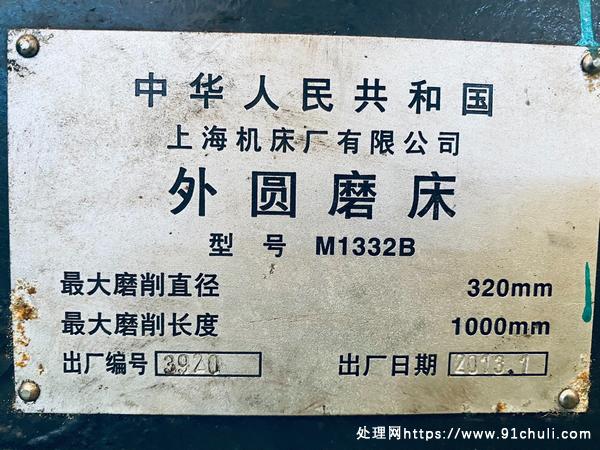 中华人民共和国
上海机床厂有限公司
外圆磨床
型号 M1332B
最大磨削直径 320mm
最大磨削长度 1000mm
出厂编号 3920 出厂日期 2013.1
处理网https://www.91chuli.com/